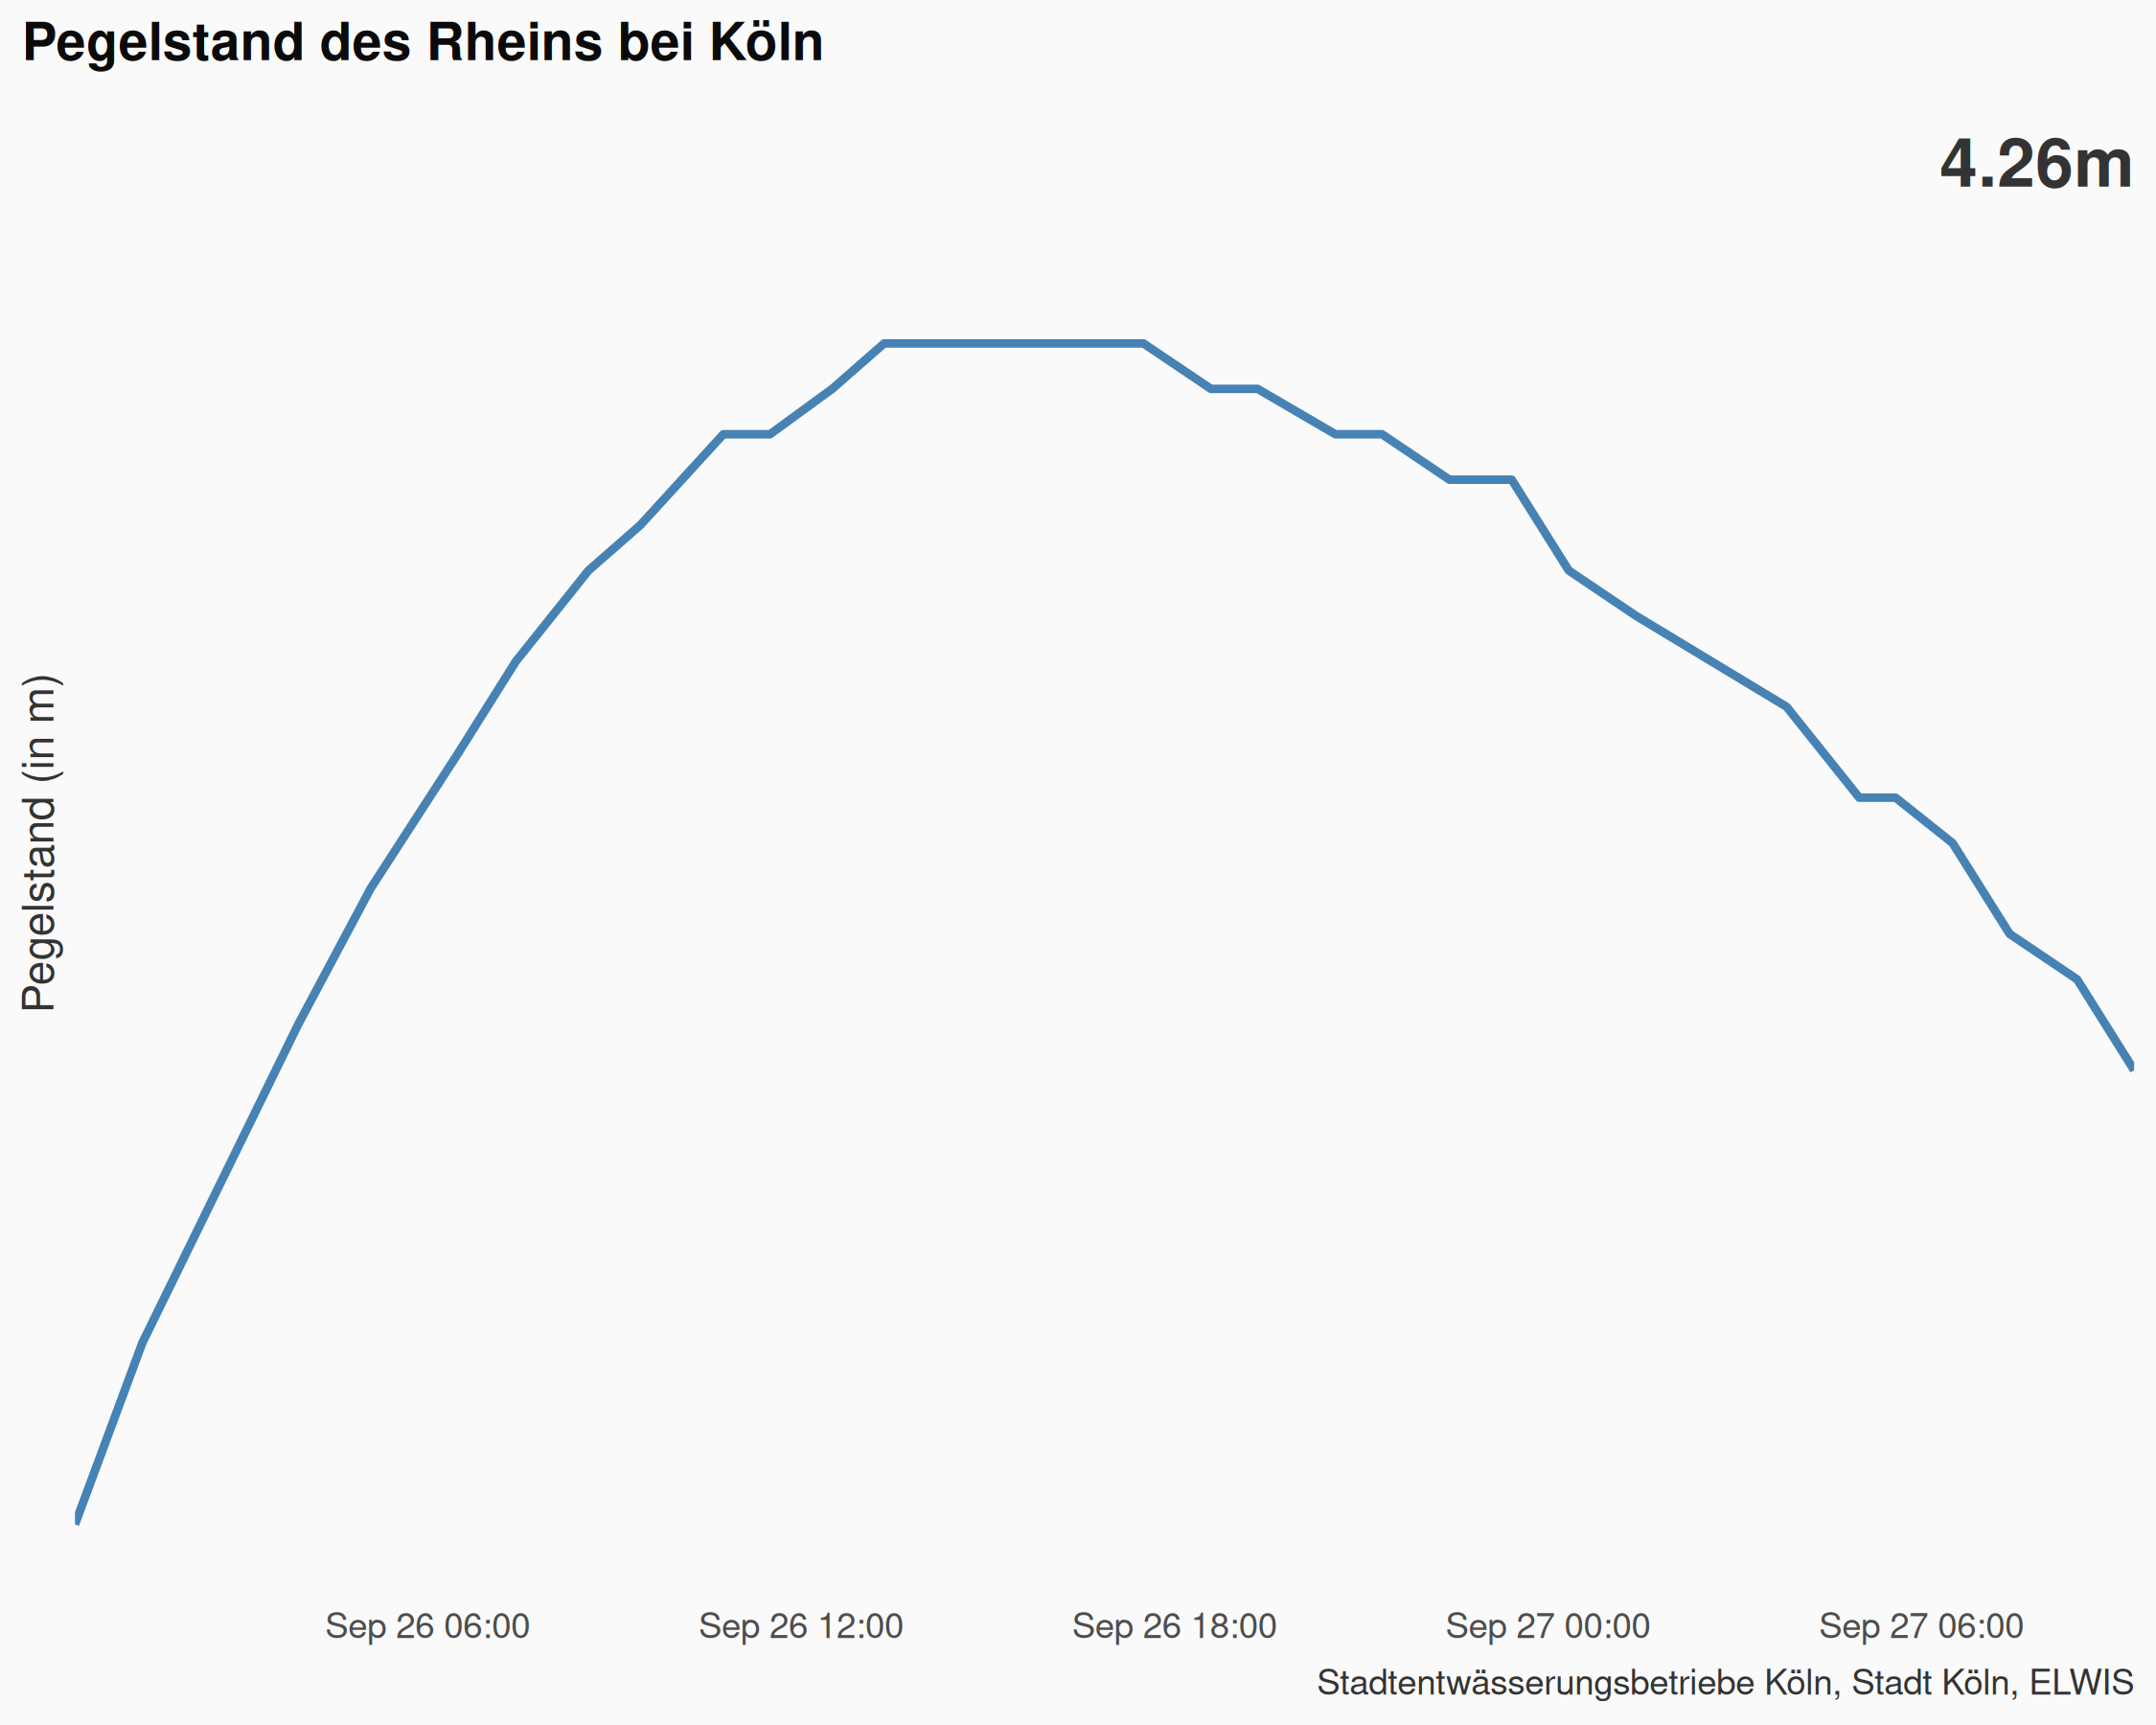 Pegelstand des Rheins bei Köln
4.26m
Pegelstand (in m)
Sep 26 06:00
Sep 26 12:00
Sep 26 18:00
Sep 27 00:00
Sep 27 06:00
Stadtentwässerungsbetriebe Köln, Stadt Köln, ELWIS